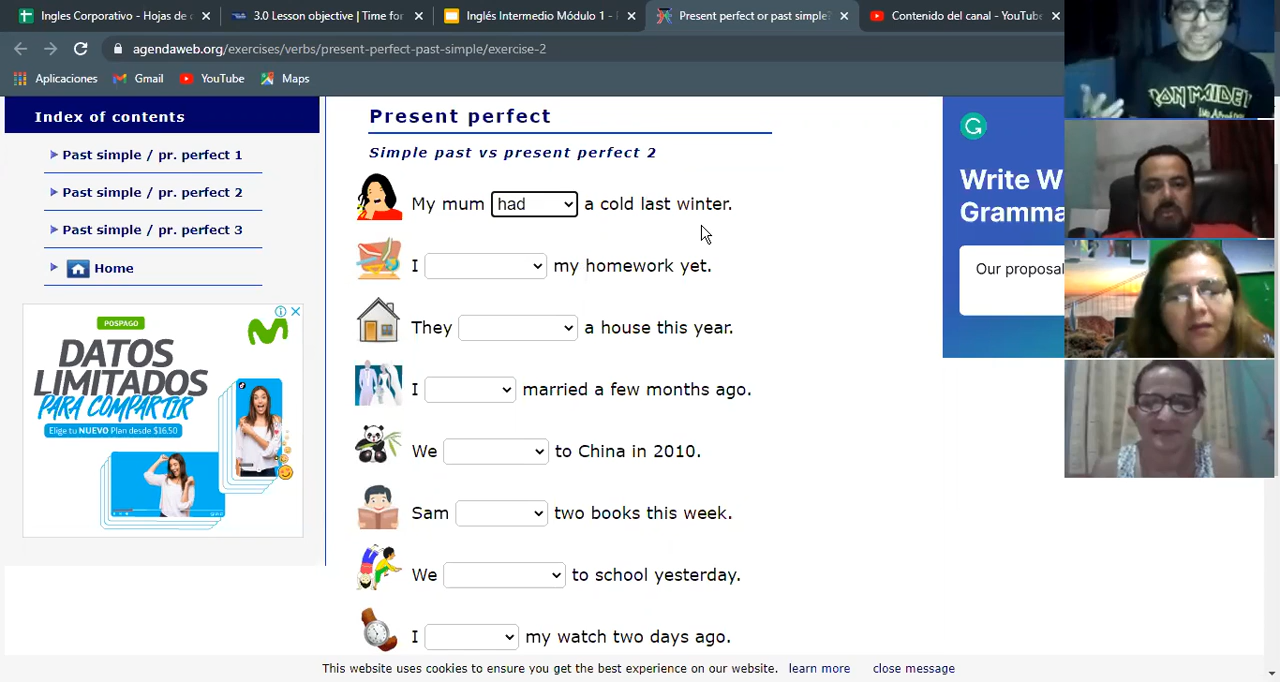 Ingles Corporativo - Hojas de c
3.0 Lesson objective | Time for
Inglés Intermedio Módulo 1 -
Present perfect or past simple?
Contenido del canal - YouTube
agendaweb.org/exercises/verbs/present-perfect-past-simple/exercise-2
Aplicaciones
Gmail
YouTube
Maps
Index of contents
Past simple / pr. perfect 1
Past simple / pr. perfect 2
Past simple / pr. perfect 3
Home
POSPAGO
DATOS
ILIMITADOS
PARA COMPARTIR
Elige tu NUEVO Plan desde $16.50
Present perfect
Simple past vs present perfect 2
My mum had a cold last winter.
I my homework yet.
They a house this year.
I married a few months ago.
We to China in 2010.
Sam two books this week.
We to school yesterday.
I my watch two days ago.
Write W
Gramma
Our proposal
IRON MAIDEN
This website uses cookies to ensure you get the best experience on our website. learn more close message